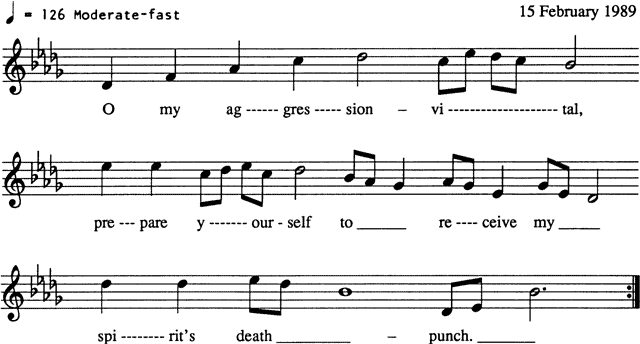 ♩ = 126 Moderate-fast 15 February 1989
O my ag ------ gres ----- sion – vi -------------------- tal,
pre --- pare y ------- our - self to ______ re ---- ceive my _____
spi -------- rit's death _________ – punch. _______